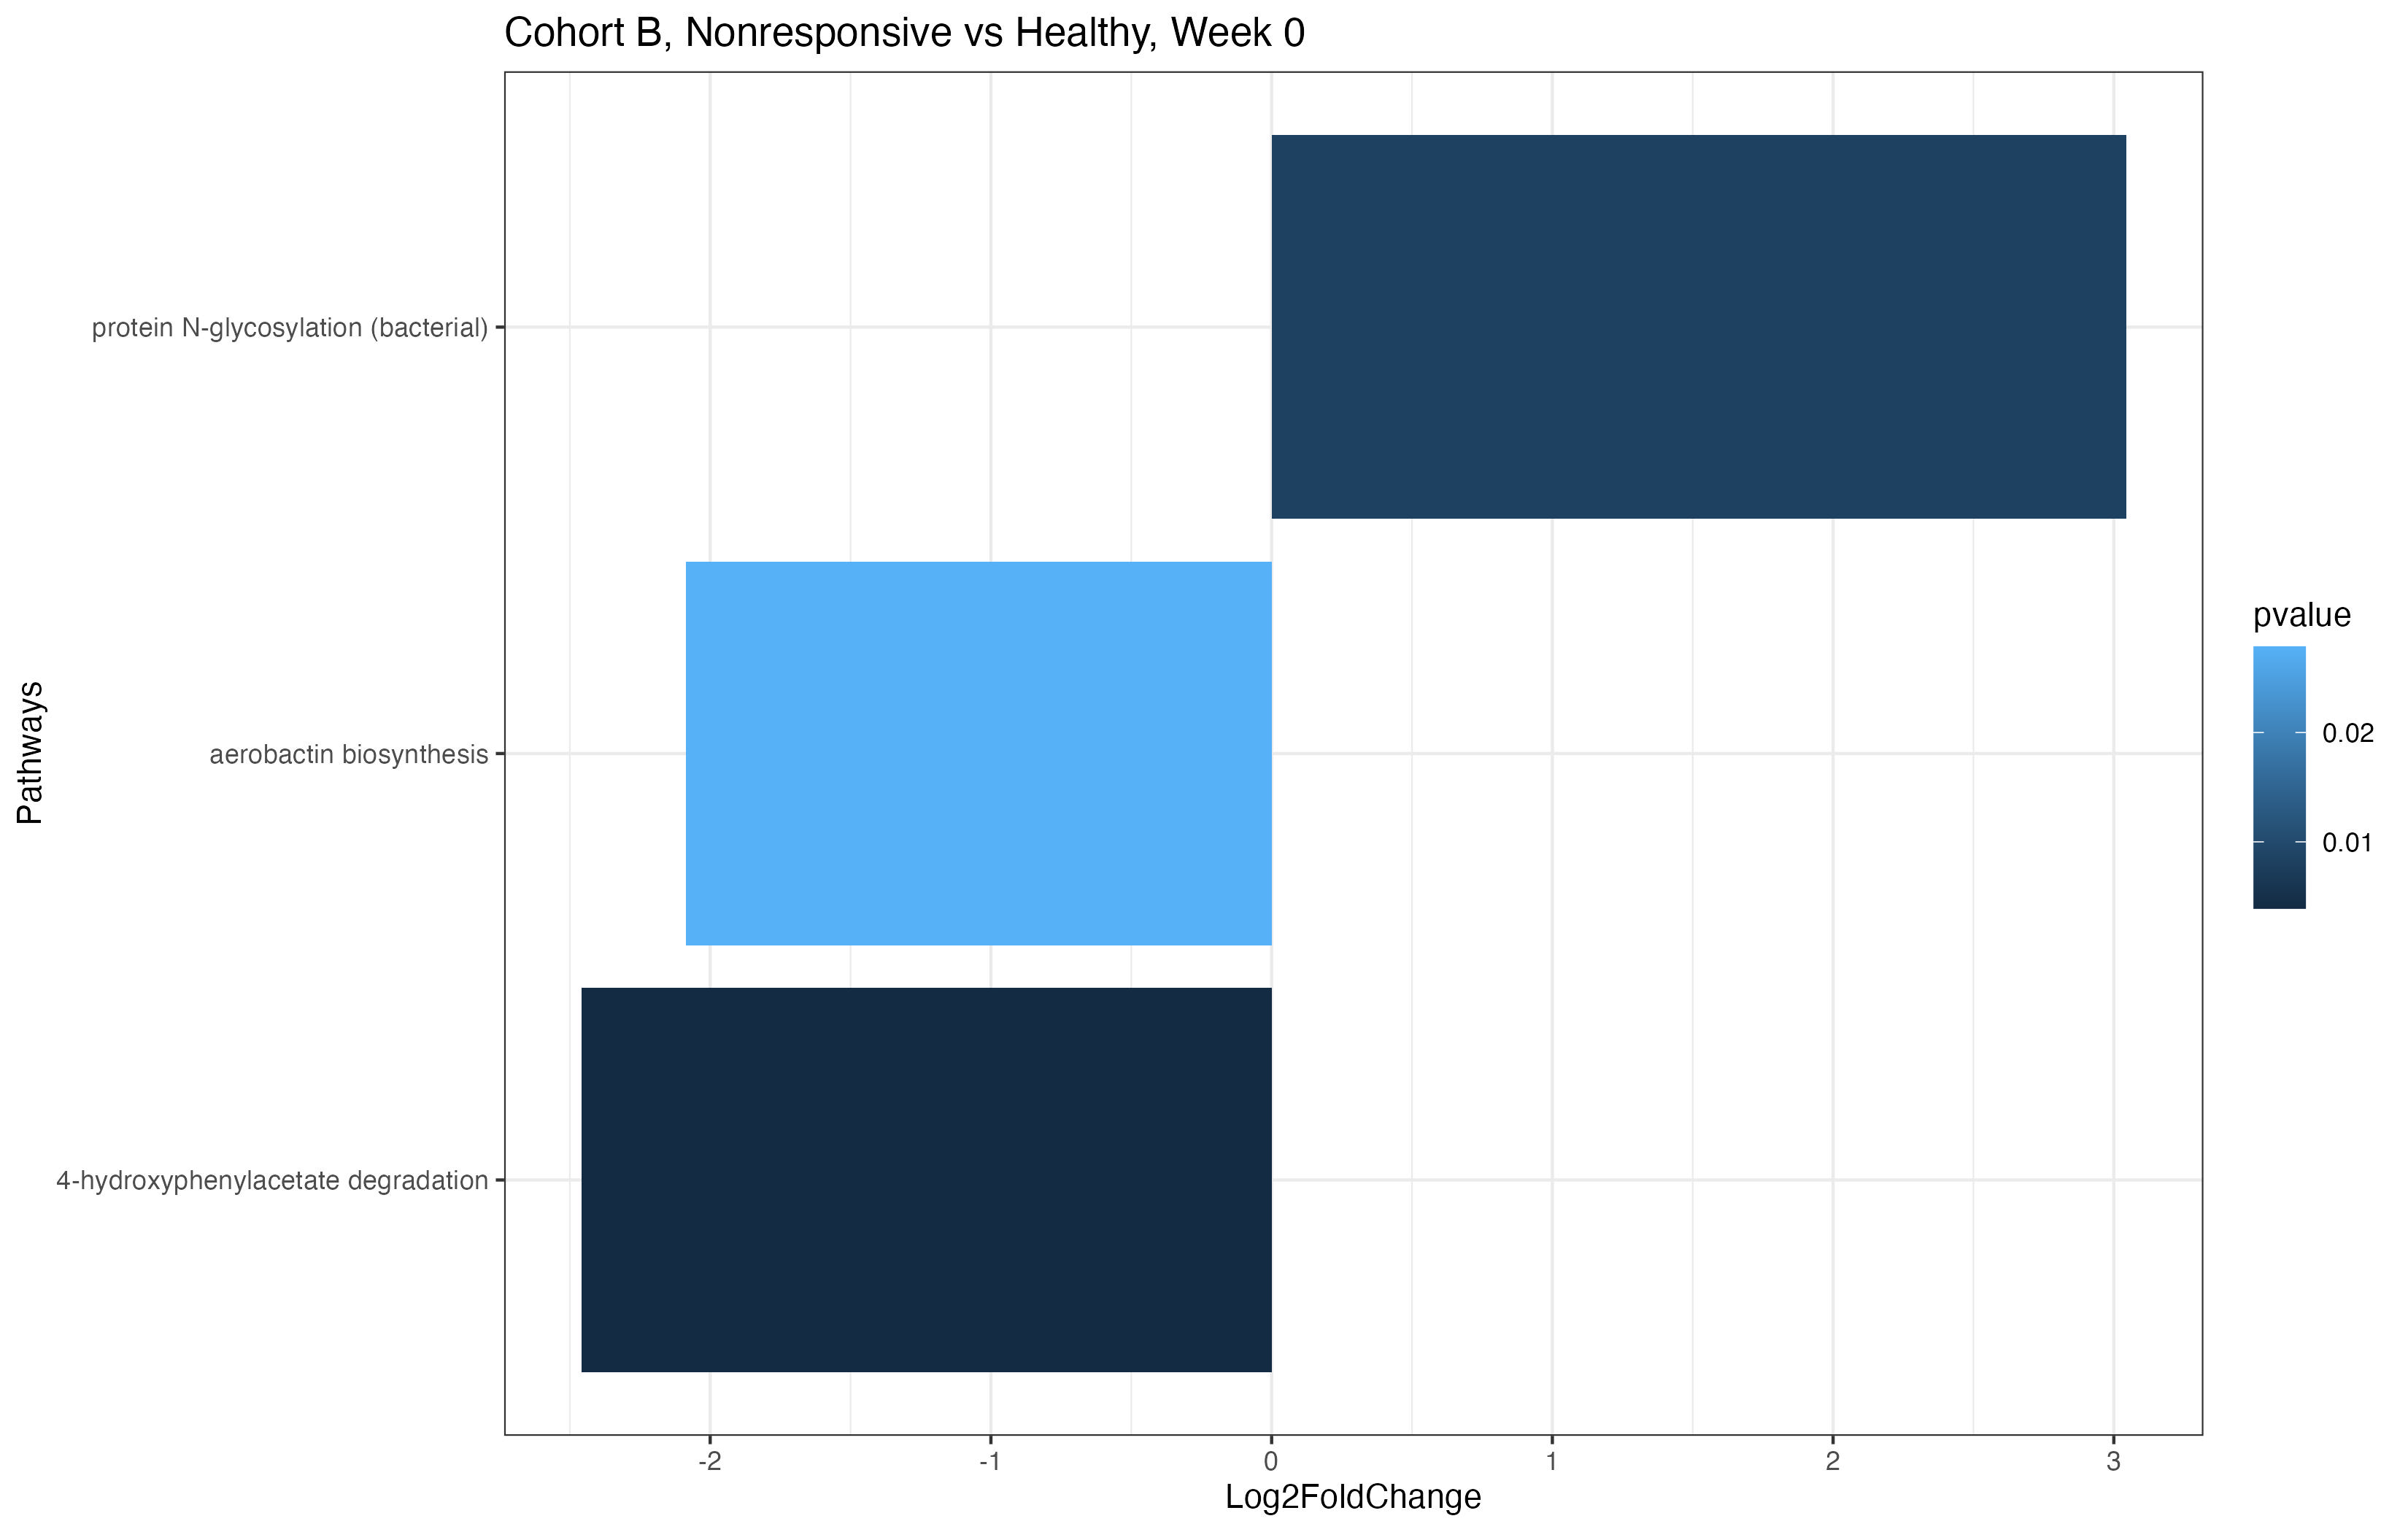 Cohort B, Nonresponsive vs Healthy, Week 0
Pathways
protein N-glycosylation (bacterial)
aerobactin biosynthesis
4-hydroxyphenylacetate degradation
-2
-1
0
1
2
3
Log2FoldChange
pvalue
0.02
0.01